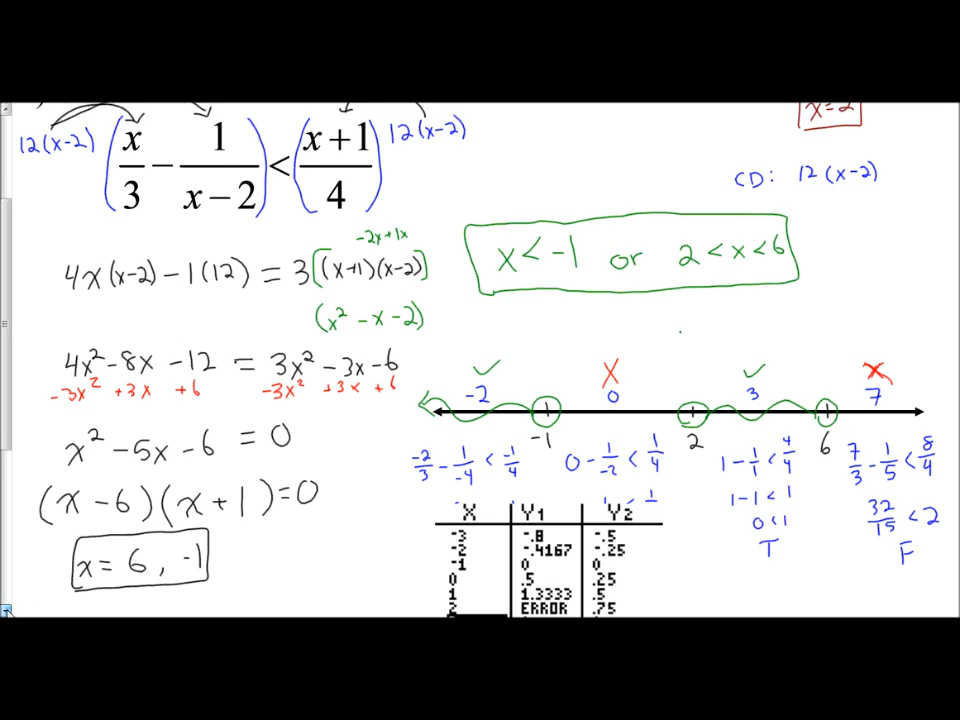 x=2
12(x-2) (x/3 - 1/(x-2)) < ((x+1)/4) 12(x-2)
CD: 12(x-2)
-2x+1x
4x(x-2) - 1(12) = 3[(x+1)(x-2)]
(x² - x - 2)
x < -1 or 2 < x < 6
4x² - 8x - 12 = 3x² - 3x - 6
-3x² +3x +6 -3x² +3x +6
x² - 5x - 6 = 0
(x - 6)(x + 1) = 0
x = 6, -1
✓ X ✓ x
-2 0 3 7
-1 2 6
-2/3 - 1/-4 < -1/4
0 - 1/-2 < 1/4
1 - 1/1 < 4/4
1 - 1 < 1
0 < 1
T
7/3 - 1/5 < 8/4
32/15 < 2
F
X Y1 Y2
-3 -.8 -.5
-2 -.4167 -.25
-1 0 0
0 .5 .25
1 1.3333 .5
2 ERROR .75